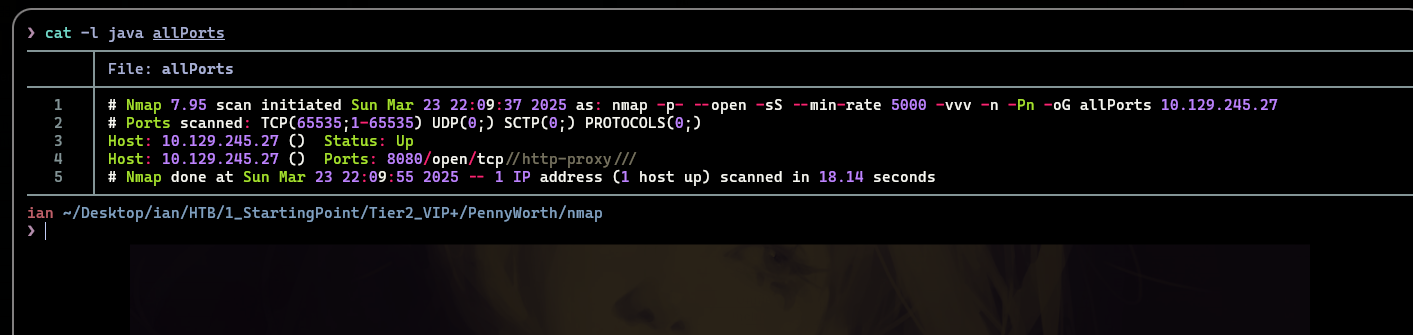 ❯ cat -l java allPorts
File: allPorts
1 # Nmap 7.95 scan initiated Sun Mar 23 22:09:37 2025 as: nmap -p- --open -sS --min-rate 5000 -vvv -n -Pn -oG allPorts 10.129.245.27
2 # Ports scanned: TCP(65535;1-65535) UDP(0;) SCTP(0;) PROTOCOLS(0;)
3 Host: 10.129.245.27 ()  Status: Up
4 Host: 10.129.245.27 ()  Ports: 8080/open/tcp//http-proxy///
5 # Nmap done at Sun Mar 23 22:09:55 2025 -- 1 IP address (1 host up) scanned in 18.14 seconds
ian ~/Desktop/ian/HTB/1_StartingPoint/Tier2_VIP+/PennyWorth/nmap
❯